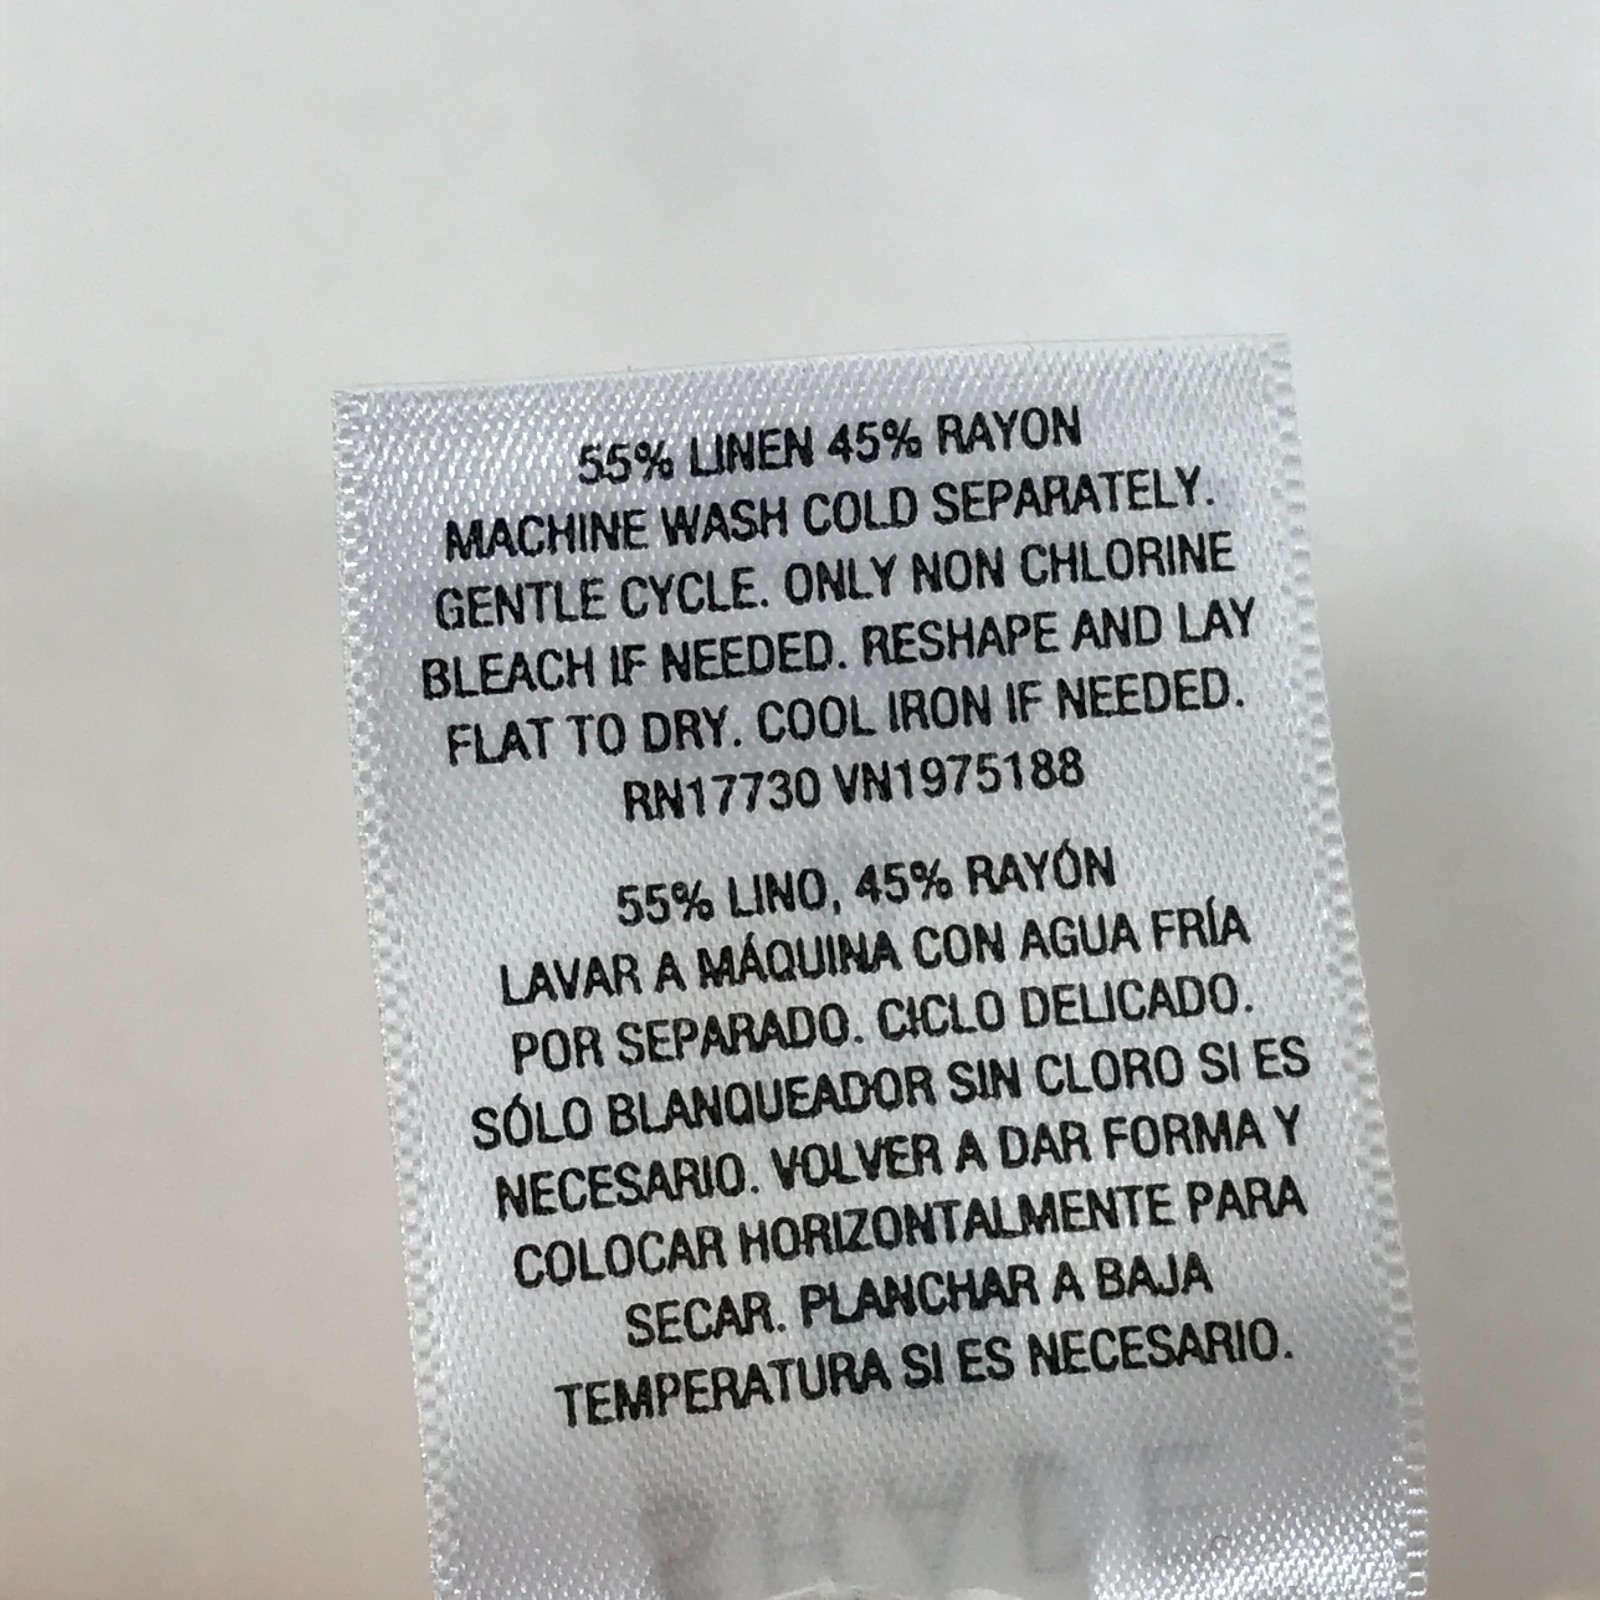 55% LINEN 45% RAYON
MACHINE WASH COLD SEPARATELY.
GENTLE CYCLE. ONLY NON CHLORINE
BLEACH IF NEEDED. RESHAPE AND LAY
FLAT TO DRY. COOL IRON IF NEEDED.
RN17730 VN1975188
55% LINO, 45% RAYÓN
LAVAR A MÁQUINA CON AGUA FRÍA
POR SEPARADO. CICLO DELICADO.
SÓLO BLANQUEADOR SIN CLORO SI ES
NECESARIO. VOLVER A DAR FORMA Y
COLOCAR HORIZONTALMENTE PARA
SECAR. PLANCHAR A BAJA
TEMPERATURA SI ES NECESARIO.